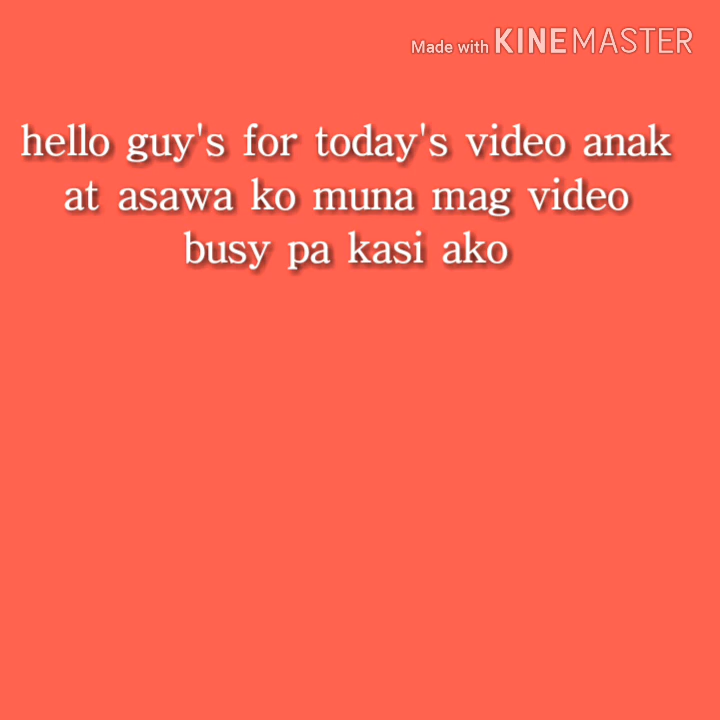 Made with KINEMASTER
hello guy's for today's video anak
at asawa ko muna mag video
busy pa kasi ako